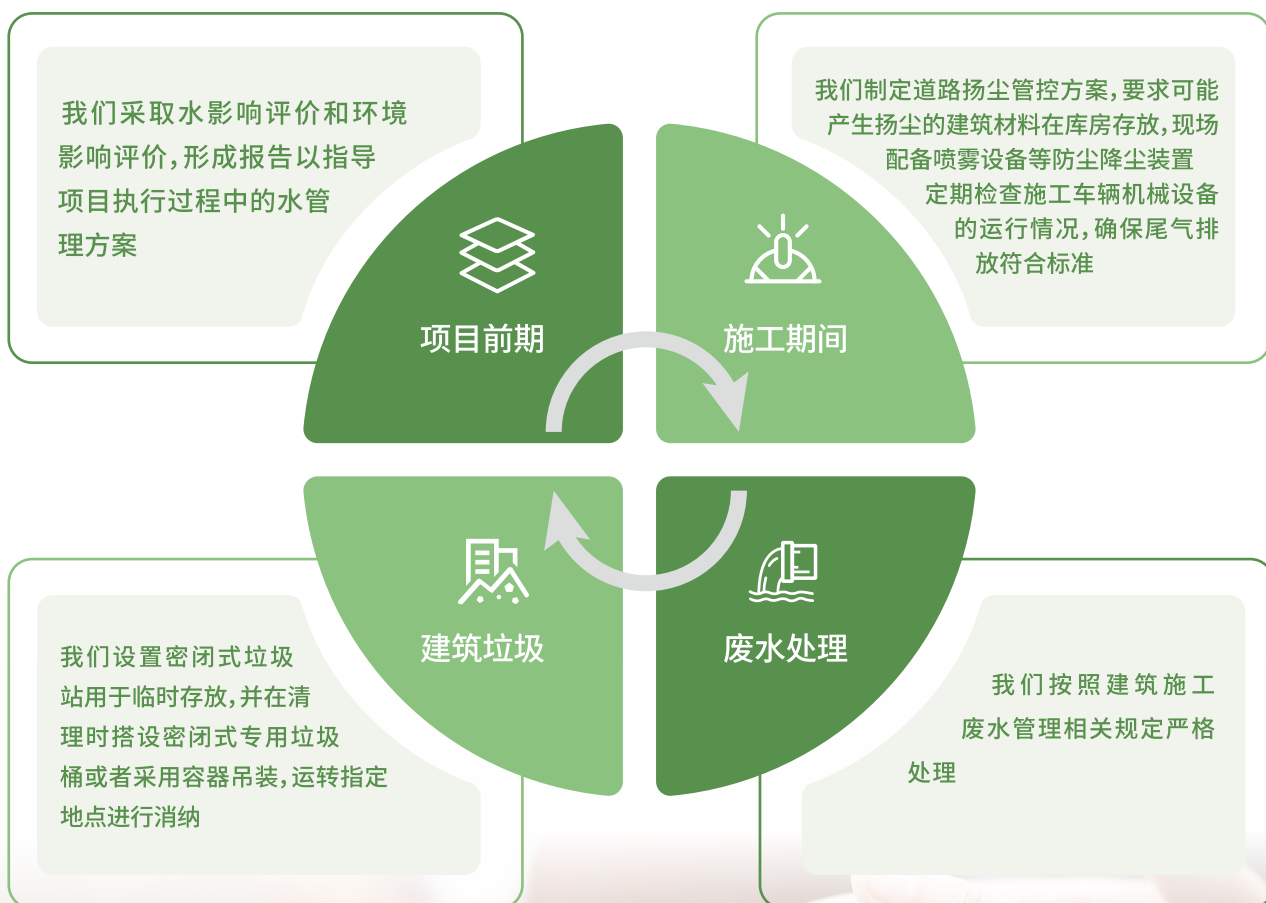 我们采取水影响评价和环境
影响评价,形成报告以指导
项目执行过程中的水管
理方案
项目前期
我们制定道路扬尘管控方案,要求可能
产生扬尘的建筑材料在库房存放,现场
配备喷雾设备等防尘降尘装置
定期检查施工车辆机械设备
的运行情况,确保尾气排
放符合标准
施工期间
我们设置密闭式垃圾
站用于临时存放,并在清
理时搭设密闭式专用垃圾
桶或者采用容器吊装,运转指定
地点进行消纳
建筑垃圾
废水处理
我们按照建筑施工
废水管理相关规定严格
处理